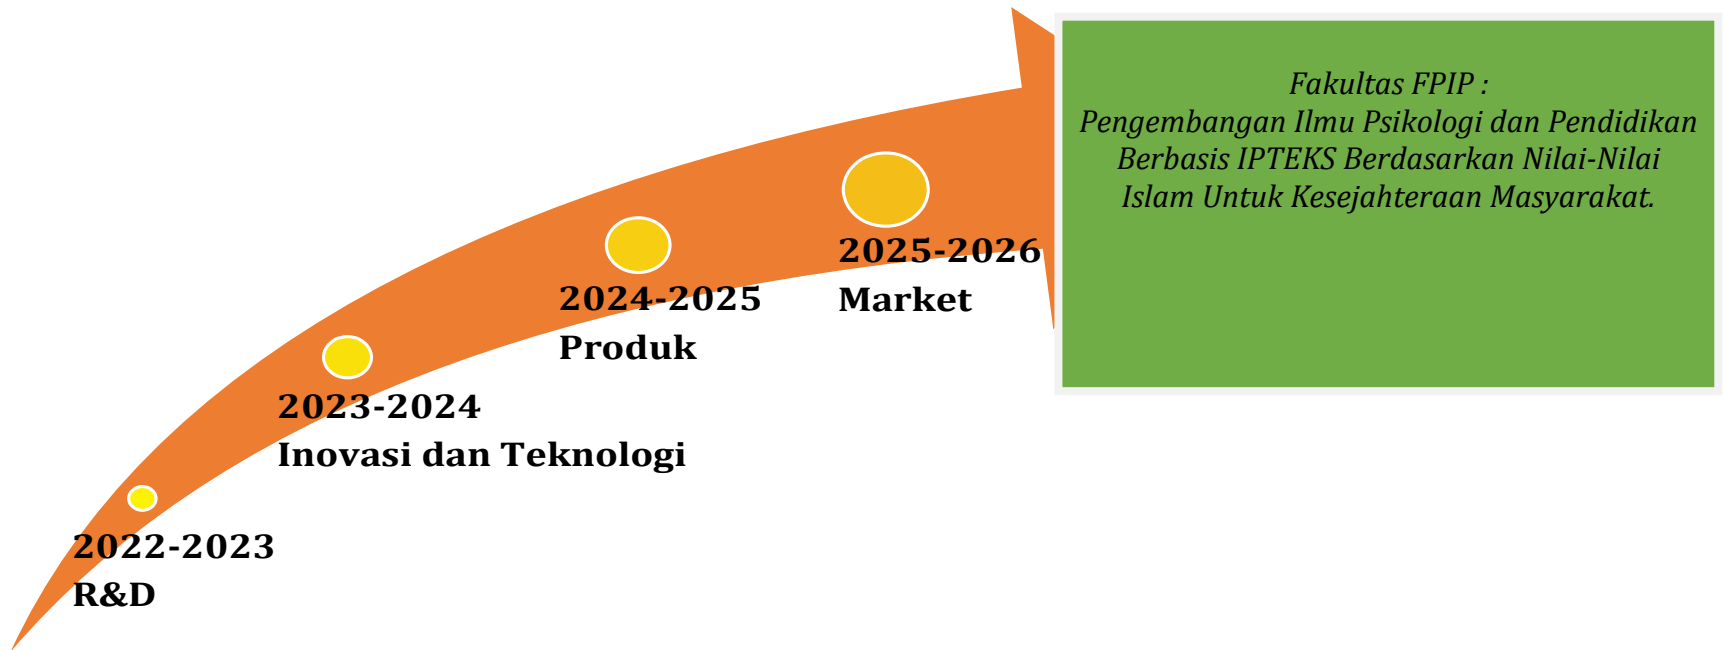 Fakultas FPIP :
Pengembangan Ilmu Psikologi dan Pendidikan
Berbasis IPTEKS Berdasarkan Nilai-Nilai
Islam Untuk Kesejahteraan Masyarakat.
2025-2026
Market
2024-2025
Produk
2023-2024
Inovasi dan Teknologi
2022-2023
R&D